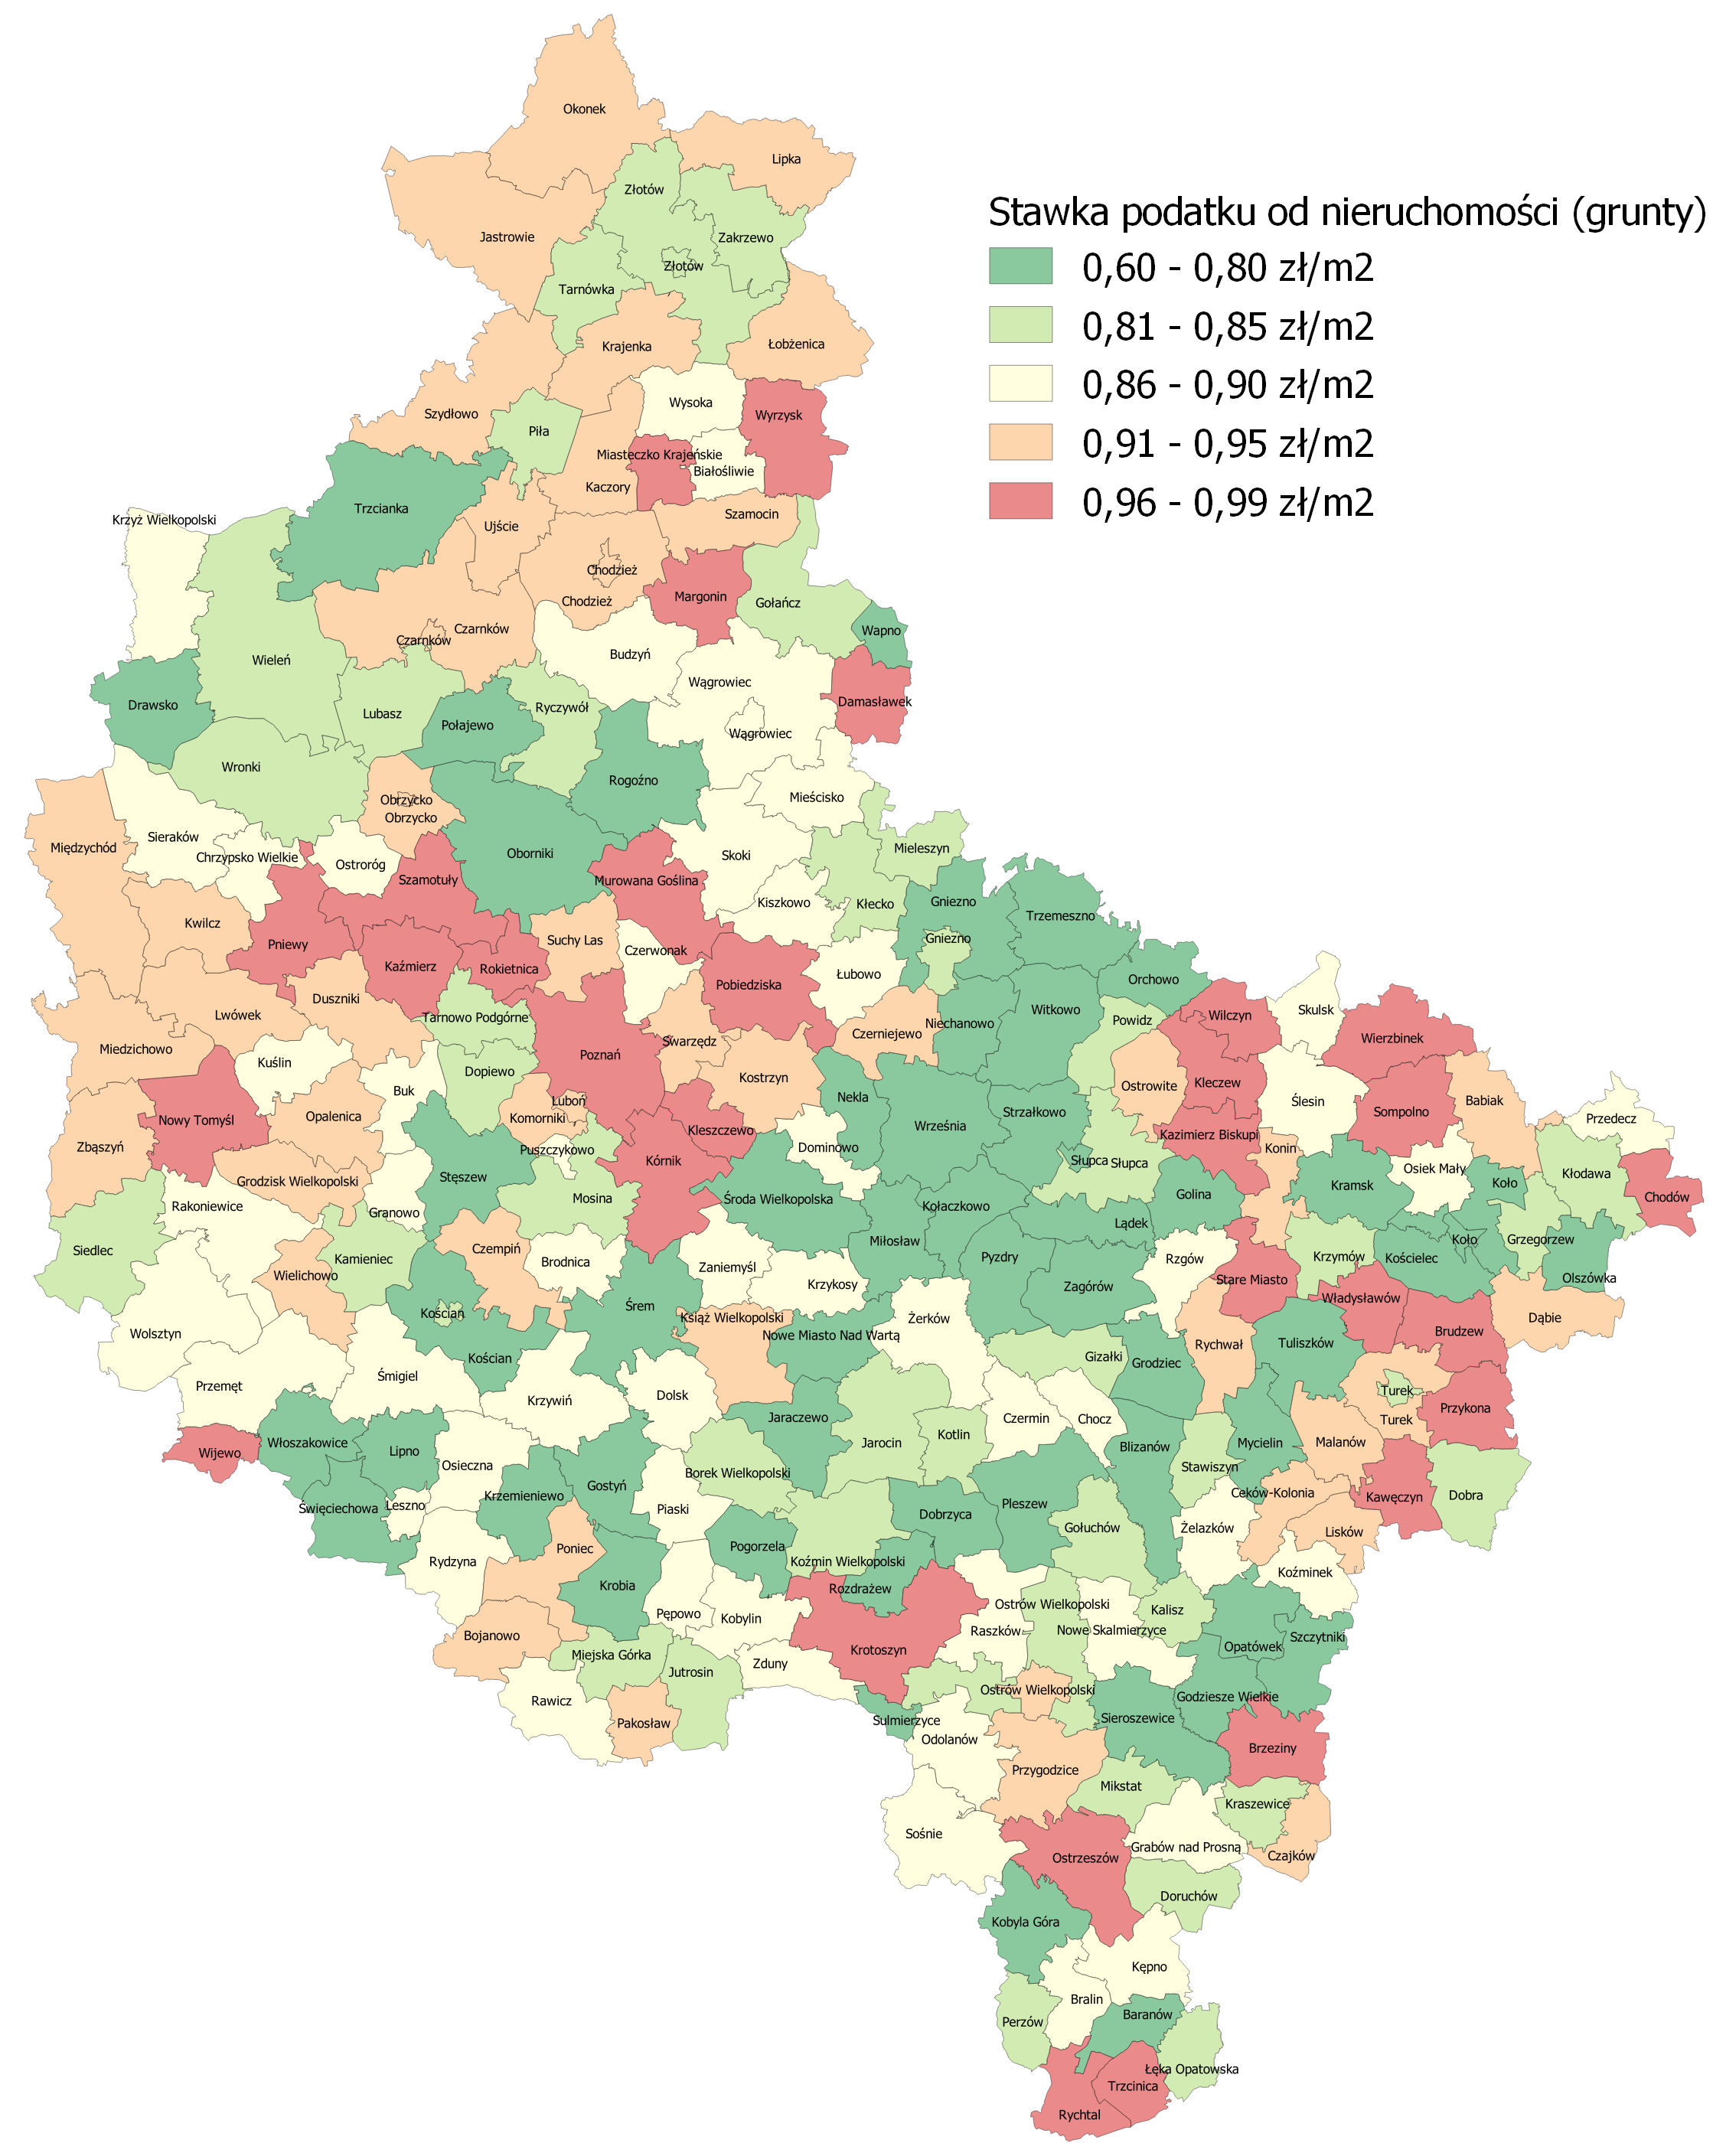 Stawka podatku od nieruchomości (grunty)
0,60 - 0,80 zł/m2
0,81 - 0,85 zł/m2
0,86 - 0,90 zł/m2
0,91 - 0,95 zł/m2
0,96 - 0,99 zł/m2
Okonek
Lipka
Złotów
Jastrowie
Zakrzewo
Złotów
Tarnówka
Krajenka
Łobżenica
Wysoka
Szydłowo
Wyrzysk
Piła
Miasteczko Krajeńskie
Białośliwie
Kaczory
Trzcianka
Szamocin
Krzyż Wielkopolski
Ujście
Chodzież
Margonin
Chodzież
Gołańcz
Czarnków
Wapno
Czarnków
Budzyń
Wieleń
Wągrowiec
Damasławek
Drawsko
Ryczywół
Lubasz
Połajewo
Wągrowiec
Wronki
Rogoźno
Mieścisko
Obrzycko
Obrzycko
Sieraków
Międzychód
Mieleszyn
Oborniki
Skoki
Chrzypsko Wielkie
Ostroróg
Szamotuły
Murowana Goślina
Gniezno
Kiszkowo
Kłecko
Trzemeszno
Kwilcz
Gniezno
Suchy Las
Pniewy
Czerwonak
Kaźmierz
Rokietnica
Łubowo
Orchowo
Pobiedziska
Duszniki
Witkowo
Skulsk
Lwówek
Wilczyn
Tarnowo Podgórne
Powidz
Niechanowo
Czerniejewo
Wierzbinek
Swarzędz
Miedzichowo
Poznań
Kuślin
Dopiewo
Kostrzyn
Kleczew
Ostrowite
Buk
Nekla
Luboń
Babiak
Ślesin
Strzałkowo
Sompolno
Opalenica
Komorniki
Nowy Tomyśl
Przedecz
Września
Kleszczewo
Kazimierz Biskupi
Zbąszyń
Dominowo
Konin
Puszczykowo
Kórnik
Słupca
Słupca
Osiek Mały
Kłodawa
Stęszew
Grodzisk Wielkopolski
Kramsk
Koło
Golina
Mosina
Środa Wielkopolska
Chodów
Rakoniewice
Kołaczkowo
Granowo
Lądek
Miłosław
Koło
Grzegorzew
Siedlec
Czempiń
Kamieniec
Pyzdry
Krzymów
Kościelec
Rzgów
Brodnica
Zaniemyśl
Wielichowo
Stare Miasto
Olszówka
Krzykosy
Zagórów
Władysławów
Śrem
Kościan
Książ Wielkopolski
Żerków
Dąbie
Wolsztyn
Nowe Miasto Nad Wartą
Brudzew
Tuliszków
Rychwał
Kościan
Gizałki
Grodziec
Śmigiel
Przemęt
Turek
Dolsk
Krzywiń
Przykona
Jaraczewo
Czermin
Chocz
Turek
Kotlin
Włoszakowice
Jarocin
Mycielin
Malanów
Blizanów
Lipno
Wijewo
Osieczna
Stawiszyn
Borek Wielkopolski
Gostyń
Ceków-Kolonia
Krzemieniewo
Dobra
Kawęczyn
Leszno
Pleszew
Święciechowa
Piaski
Dobrzyca
Gołuchów
Żelazków
Lisków
Pogorzela
Poniec
Rydzyna
Koźmin Wielkopolski
Koźminek
Krobia
Rozdrażew
Ostrów Wielkopolski
Kalisz
Pępowo
Kobylin
Raszków
Nowe Skalmierzyce
Bojanowo
Szczytniki
Opatówek
Krotoszyn
Miejska Górka
Zduny
Jutrosin
Ostrów Wielkopolski
Godziesze Wielkie
Rawicz
Sulmierzyce
Sieroszewice
Pakosław
Odolanów
Brzeziny
Przygodzice
Mikstat
Kraszewice
Sośnie
Grabów nad Prosną
Czajków
Ostrzeszów
Doruchów
Kobyla Góra
Kępno
Bralin
Baranów
Perzów
Łęka Opatowska
Trzcinica
Rychtal